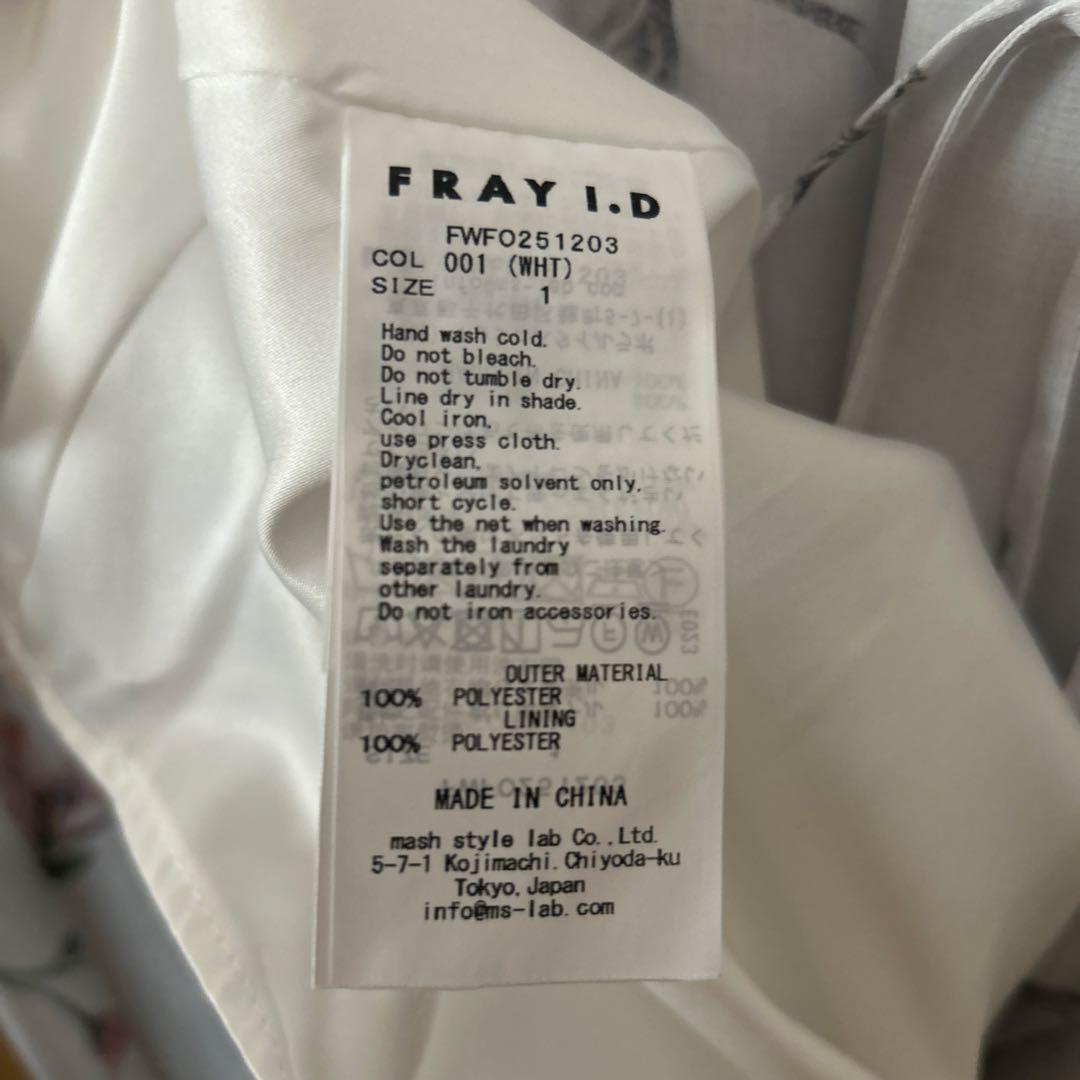 FRAY I.D
FWFO251203
COL 001 (WHT)
SIZE 1
Hand wash cold.
Do not bleach.
Do not tumble dry.
Line dry in shade.
Cool iron,
use press cloth.
Dryclean,
petroleum solvent only,
short cycle.
Use the net when washing.
Wash the laundry
separately from
other laundry.
Do not iron accessories.
OUTER MATERIAL
100% POLYESTER
LINING
100% POLYESTER
MADE IN CHINA
mash style lab Co.,Ltd.
5-7-1 Kojimachi.Chiyoda-ku
Tokyo,Japan
info@ms-lab.com